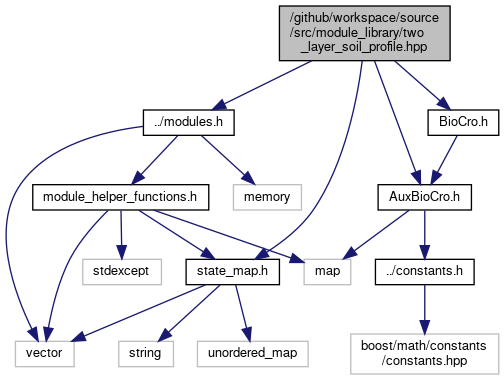 /github/workspace/source
/src/module_library/two
_layer_soil_profile.hpp
../modules.h
BioCro.h
module_helper_functions.h
memory
AuxBioCro.h
stdexcept
state_map.h
map
../constants.h
vector
string
unordered_map
boost/math/constants
/constants.hpp